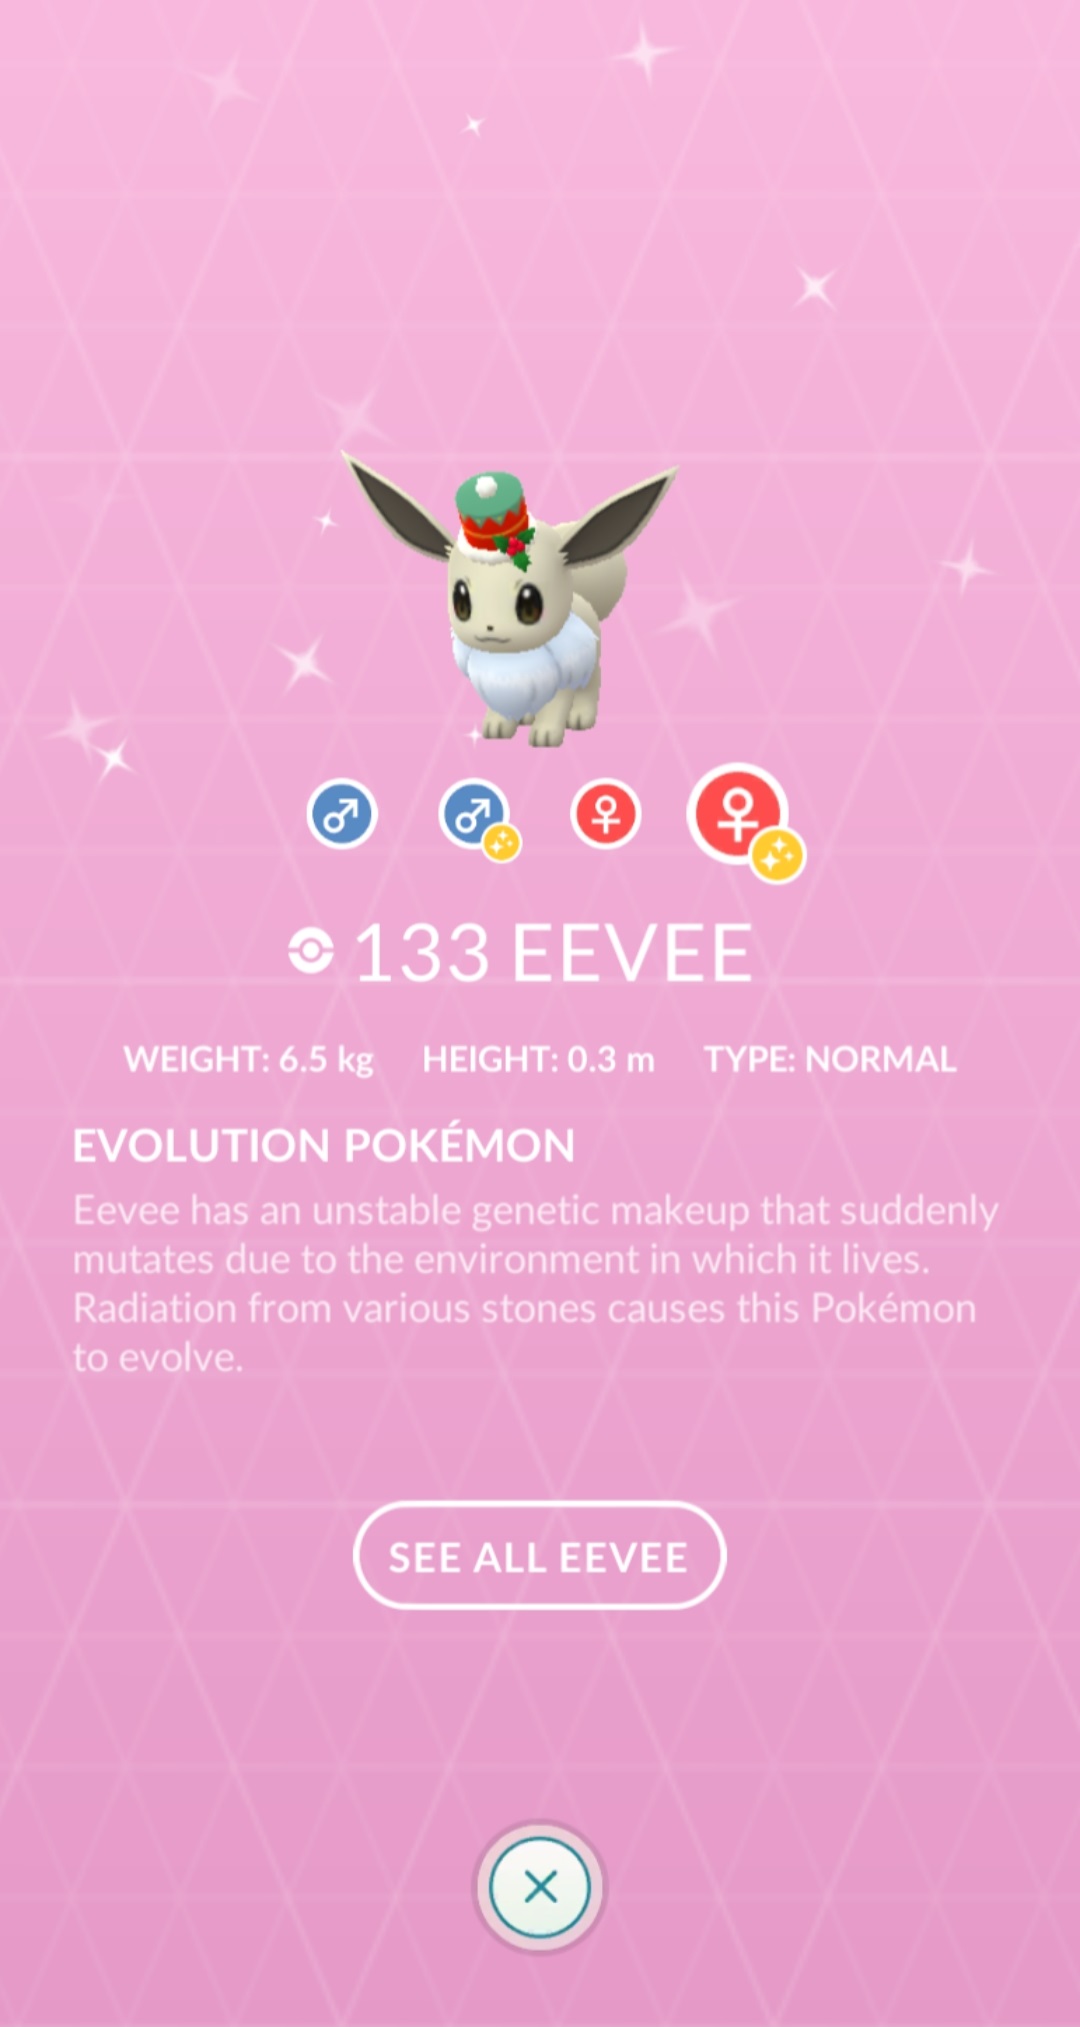 133 EEVEE
WEIGHT: 6.5 kg HEIGHT: 0.3 m TYPE: NORMAL
EVOLUTION POKÉMON
Eevee has an unstable genetic makeup that suddenly
mutates due to the environment in which it lives.
Radiation from various stones causes this Pokémon
to evolve.
SEE ALL EEVEE